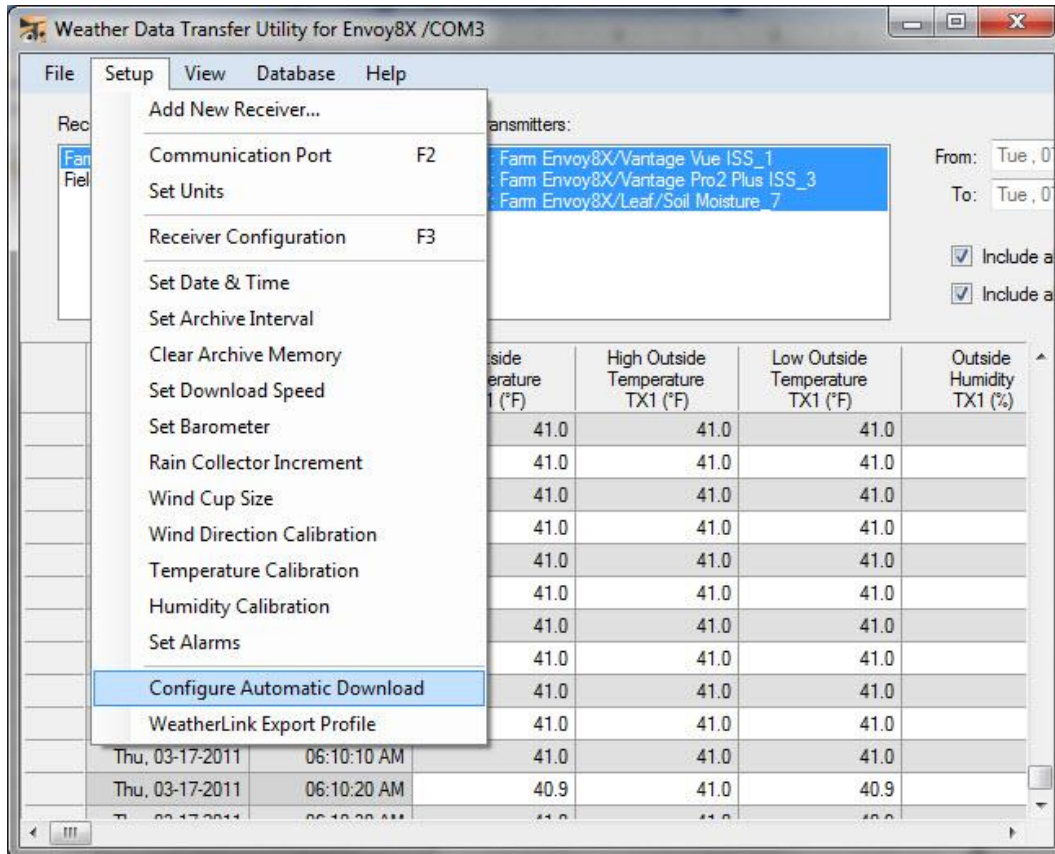 Weather Data Transfer Utility for Envoy8X /COM3
File Setup View Database Help
Add New Receiver...
Communication Port F2
Set Units
Receiver Configuration F3
Set Date & Time
Set Archive Interval
Clear Archive Memory
Set Download Speed
Set Barometer
Rain Collector Increment
Wind Cup Size
Wind Direction Calibration
Temperature Calibration
Humidity Calibration
Set Alarms
Configure Automatic Download
WeatherLink Export Profile
Farm Envoy8X/Vantage Vue ISS_1
Farm Envoy8X/Vantage Pro2 Plus ISS_3
Farm Envoy8X/Leaf/Soil Moisture_7
From: Tue , 0
To: Tue , 0
Include a
Include a
High Outside Temperature TX1 (°F)
Low Outside Temperature TX1 (°F)
Outside Humidity TX1 (%)
41.0 41.0 41.0
41.0 41.0 41.0
41.0 41.0 41.0
41.0 41.0 41.0
41.0 41.0 41.0
41.0 41.0 41.0
41.0 41.0 41.0
41.0 41.0 41.0
41.0 41.0 41.0
41.0 41.0 41.0
Thu, 03-17-2011 06:10:10 AM 41.0 41.0 41.0
Thu, 03-17-2011 06:10:20 AM 40.9 41.0 40.9